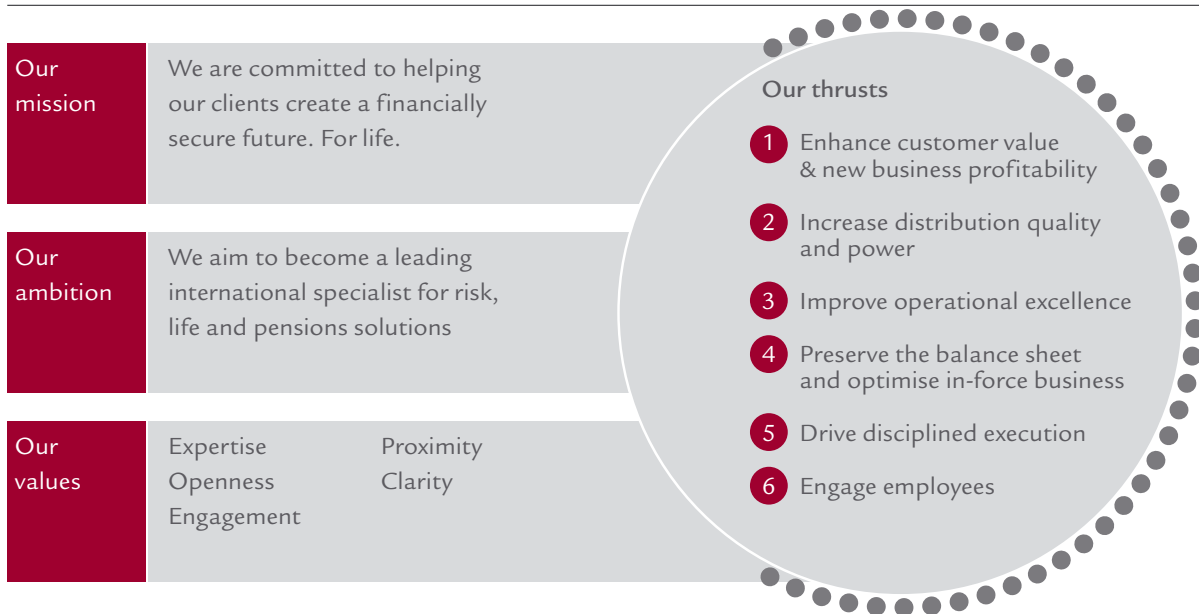 Our
mission
We are committed to helping
our clients create a financially
secure future. For life.
Our
ambition
We aim to become a leading
international specialist for risk,
life and pensions solutions
Our
values
Expertise
Openness
Engagement
Proximity
Clarity
Our thrusts
1 Enhance customer value
& new business profitability
2 Increase distribution quality
and power
3 Improve operational excellence
4 Preserve the balance sheet
and optimise in-force business
5 Drive disciplined execution
6 Engage employees